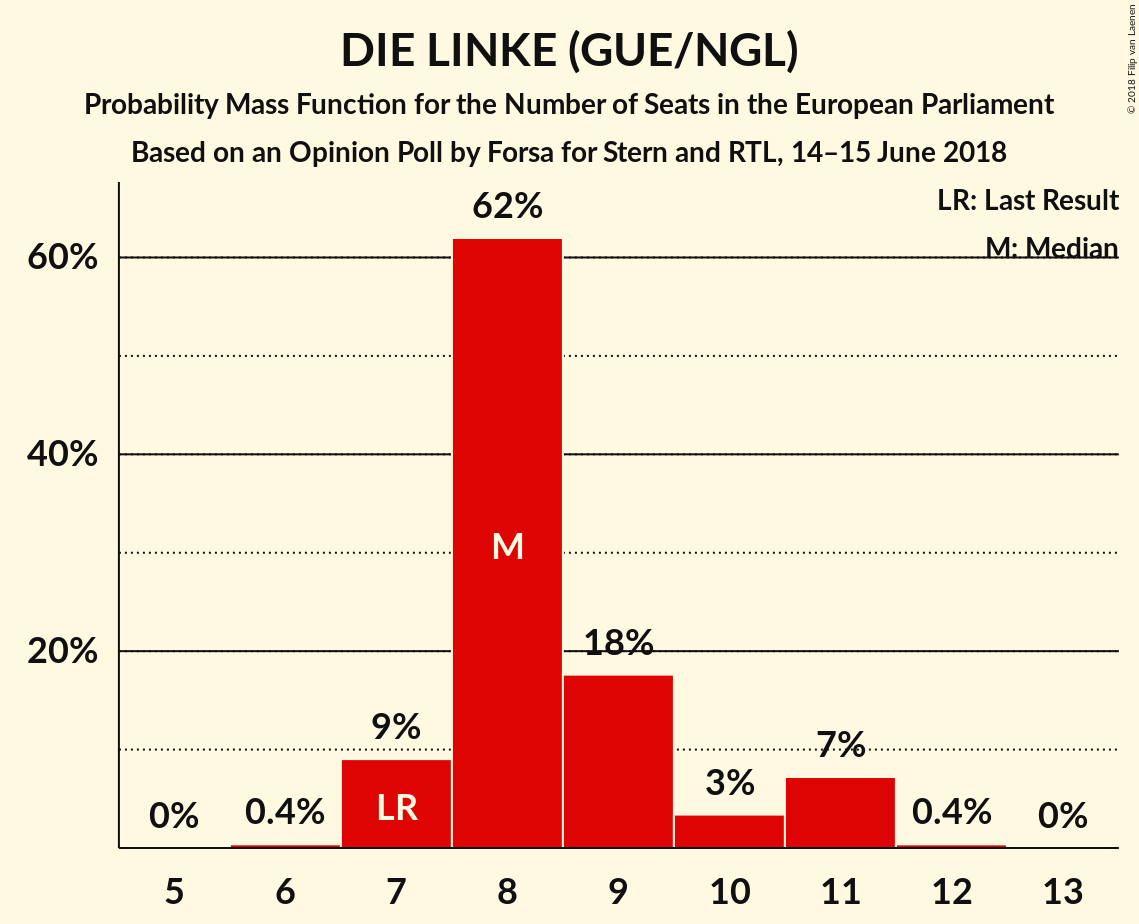 DIE LINKE (GUE/NGL)
Probability Mass Function for the Number of Seats in the European Parliament
Based on an Opinion Poll by Forsa for Stern and RTL, 14–15 June 2018
© 2018 Filip van Laenen
LR: Last Result
M: Median
60%
40%
20%
0%
0.4%
9%
62%
18%
3%
7%
0.4%
0%
LR
M
5
6
7
8
9
10
11
12
13